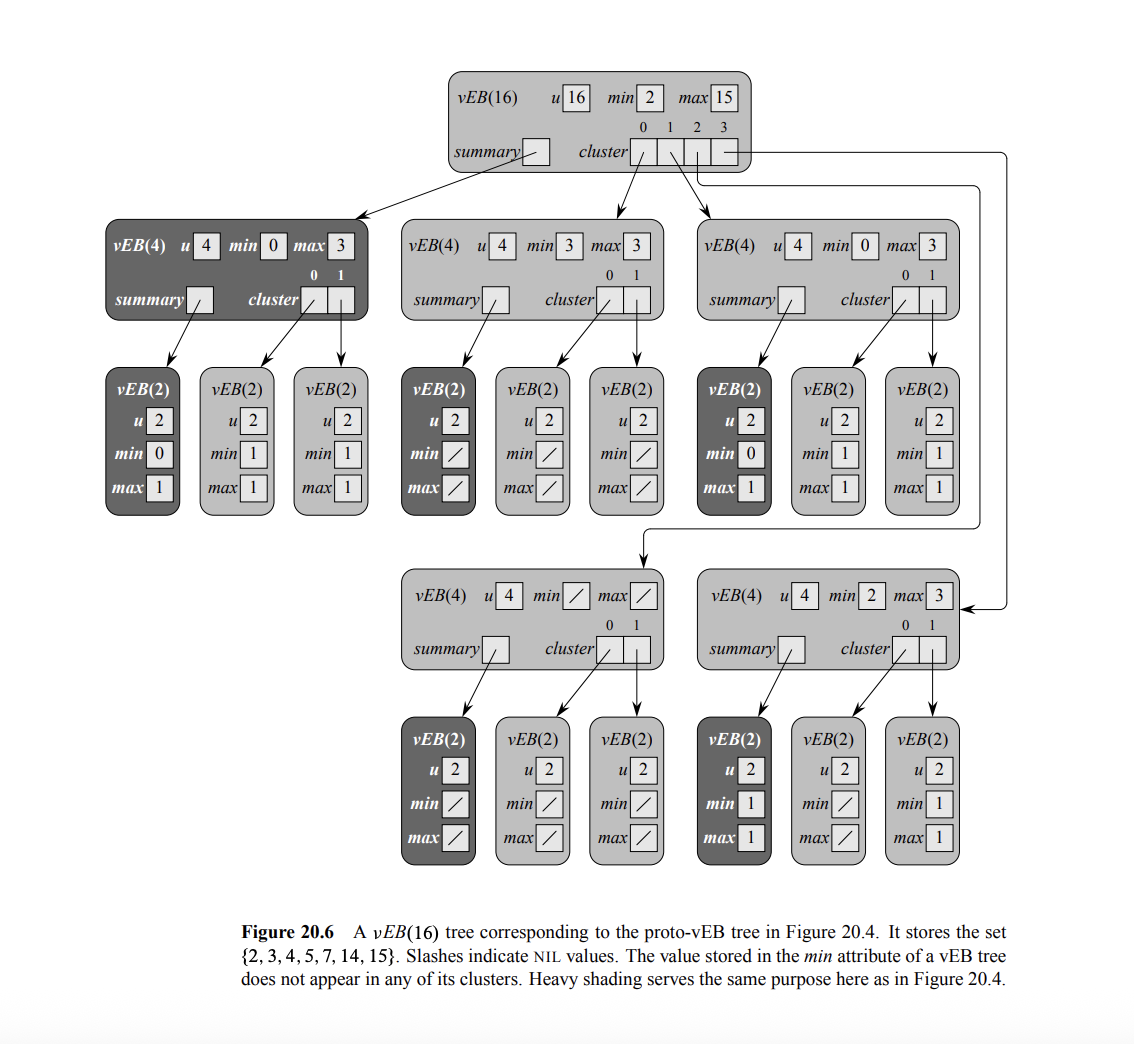 vEB(16) u 16 min 2 max 15
0 1 2 3
summary cluster
vEB(4) u 4 min 0 max 3
0 1
summary cluster
vEB(4) u 4 min 3 max 3
0 1
summary cluster
vEB(4) u 4 min 0 max 3
0 1
summary cluster
vEB(2)
u 2
min 0
max 1
vEB(2)
u 2
min 1
max 1
vEB(2)
u 2
min 1
max 1
vEB(2)
u 2
min /
max /
vEB(2)
u 2
min /
max /
vEB(2)
u 2
min /
max /
vEB(2)
u 2
min 0
max 1
vEB(2)
u 2
min 1
max 1
vEB(2)
u 2
min 1
max 1
vEB(4) u 4 min / max /
0 1
summary cluster
vEB(4) u 4 min 2 max 3
0 1
summary cluster
vEB(2)
u 2
min /
max /
vEB(2)
u 2
min /
max /
vEB(2)
u 2
min /
max /
vEB(2)
u 2
min 1
max 1
vEB(2)
u 2
min /
max /
vEB(2)
u 2
min 1
max 1
Figure 20.6 A vEB(16) tree corresponding to the proto-vEB tree in Figure 20.4. It stores the set
{2, 3, 4, 5, 7, 14, 15}. Slashes indicate NIL values. The value stored in the min attribute of a vEB tree
does not appear in any of its clusters. Heavy shading serves the same purpose here as in Figure 20.4.